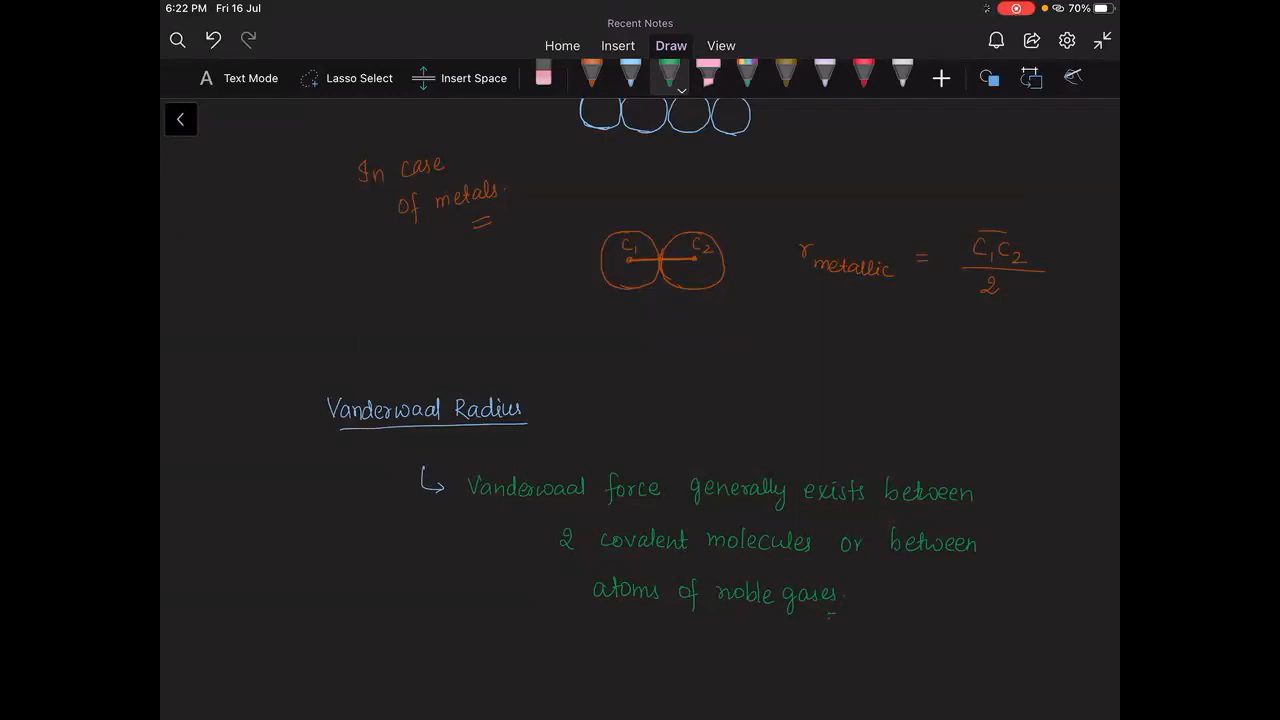 6:22 PM Fri 16 Jul
70%
Recent Notes
Home Insert Draw View
A Text Mode Lasso Select Insert Space
In case
of metals.
C1 C2
r metallic = C1C2
2
Vanderwaal Radius
Vanderwaal force generally exists between
2 covalent molecules or between
atoms of noble gases.